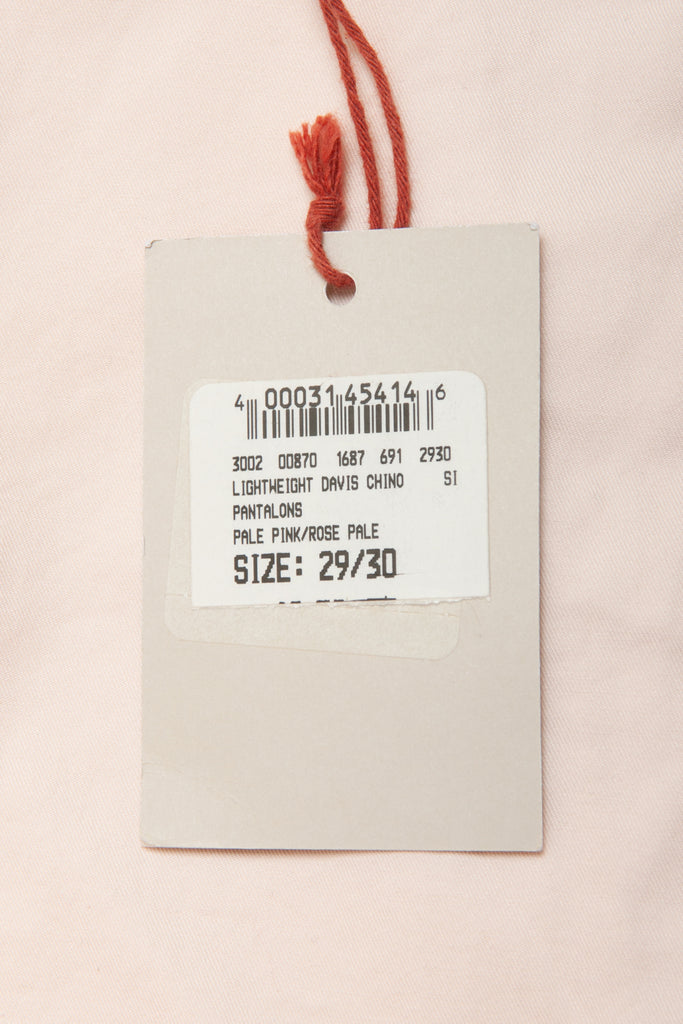 4 00031 45414 6
3002 00870 1687 691 2930
LIGHTWEIGHT DAVIS CHINO SI
PANTALONS
PALE PINK/ROSE PALE
SIZE: 29/30